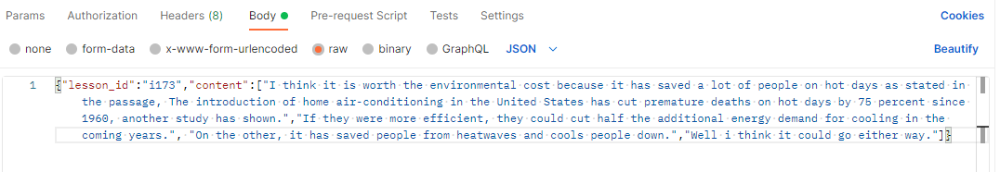 Params Authorization Headers (8) Body Pre-request Script Tests Settings Cookies
none form-data x-www-form-urlencoded raw binary GraphQL JSON Beautify
1 {"lesson_id":"i173","content":["I think it is worth the environmental cost because it has saved a lot of people on hot days as stated in
the passage, The introduction of home air-conditioning in the United States has cut premature deaths on hot days by 75 percent since
1960, another study has shown.","If they were more efficient, they could cut half the additional energy demand for cooling in the
coming years.", "On the other, it has saved people from heatwaves and cools people down.","Well i think it could go either way."]}